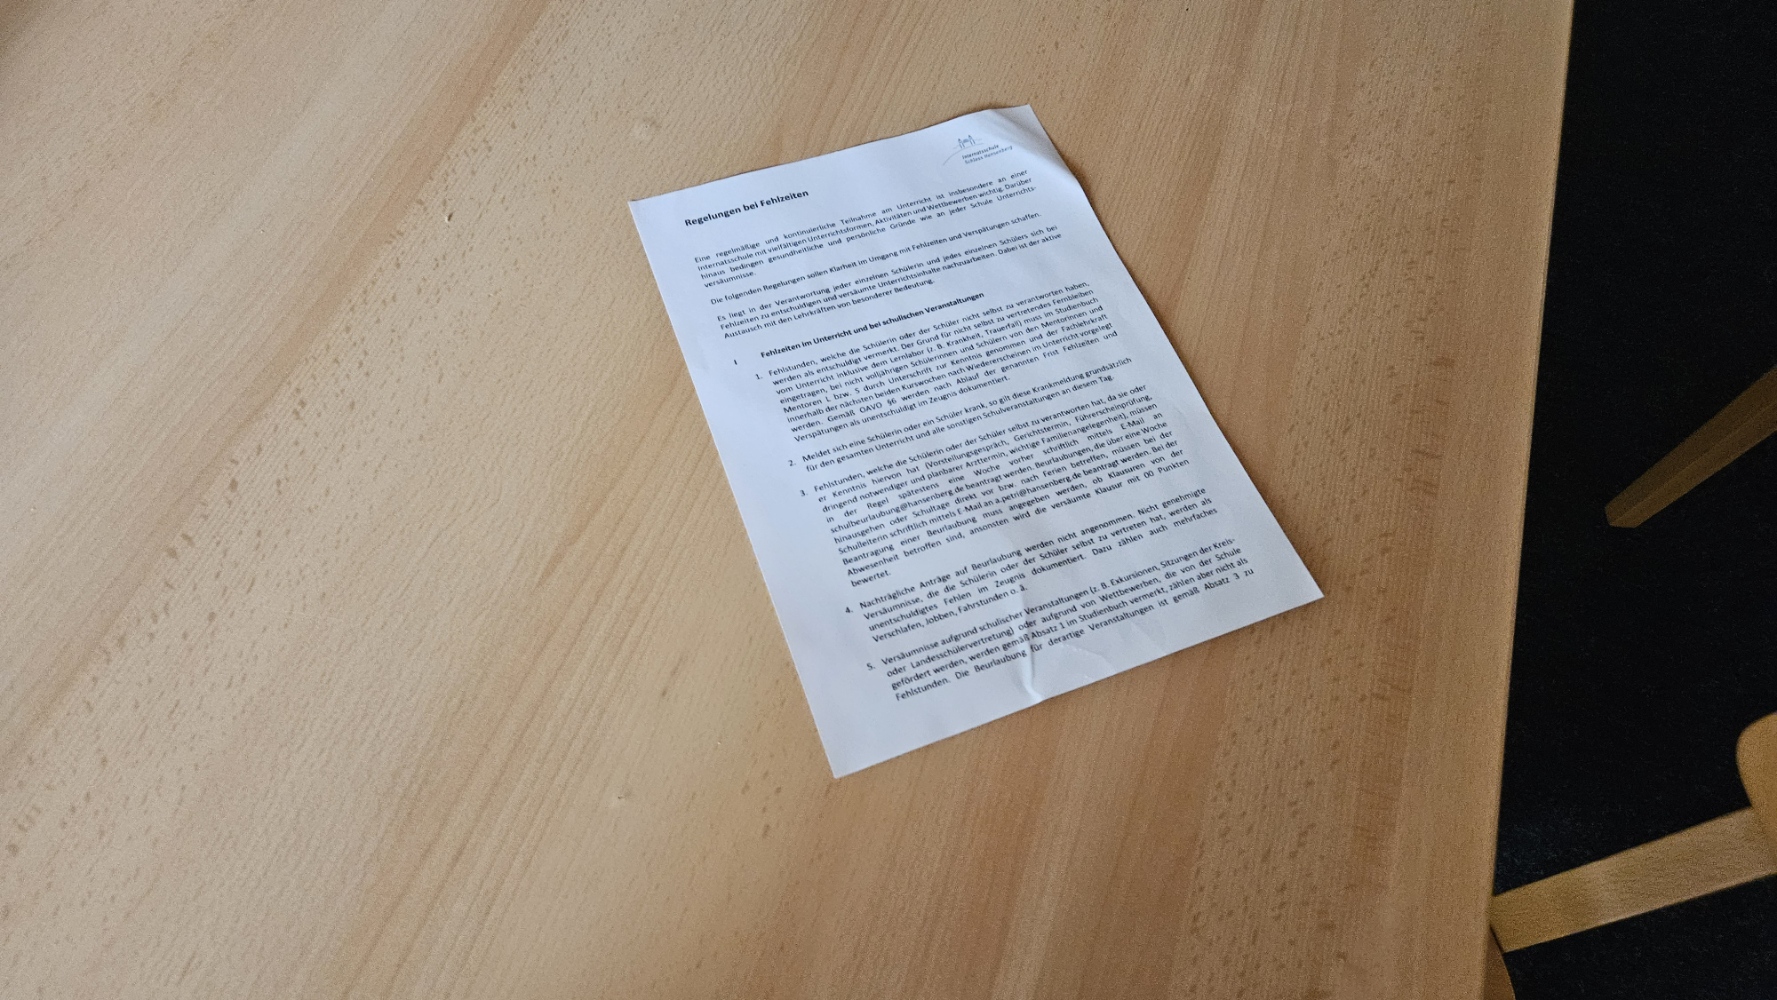 Internatsschule
Schloss Hansenberg
Regelungen bei Fehlzeiten
Eine regelmäßige und kontinuierliche Teilnahme am Unterricht ist insbesondere an einer
Internatsschule mit vielfältigen Unterrichtsformen, Aktivitäten und Wettbewerben wichtig. Darüber
hinaus bedingen gesundheitliche und persönliche Gründe wie an jeder Schule Unterrichts-
versäumnisse.
Die folgenden Regelungen sollen Klarheit im Umgang mit Fehlzeiten und Verspätungen schaffen.
Es liegt in der Verantwortung jeder einzelnen Schülerin und jedes einzelnen Schülers sich bei
Fehlzeiten zu entschuldigen und versäumte Unterrichtsinhalte nachzuarbeiten. Dabei ist der aktive
Austausch mit den Lehrkräften von besonderer Bedeutung.
I Fehlzeiten im Unterricht und bei schulischen Veranstaltungen
1. Fehlstunden, welche die Schülerin oder der Schüler nicht selbst zu verantworten haben,
werden als entschuldigt vermerkt. Der Grund für nicht selbst zu vertretendes Fernbleiben
vom Unterricht inklusive dem Lernlabor (z. B. Krankheit, Trauerfall) muss im Studienbuch
eingetragen, bei nicht volljährigen Schülerinnen und Schülern von den Mentorinnen und
Mentoren L bzw. S durch Unterschrift zur Kenntnis genommen und der Fachlehrkraft
innerhalb der nächsten beiden Kurswochen nach Wiedererscheinen im Unterricht vorgelegt
werden. Gemäß OAVO §6 werden nach Ablauf der genannten Frist Fehlzeiten und
Verspätungen als unentschuldigt im Zeugnis dokumentiert.
2. Meldet sich eine Schülerin oder ein Schüler krank, so gilt diese Krankmeldung grundsätzlich
für den gesamten Unterricht und alle sonstigen Schulveranstaltungen an diesem Tag.
3. Fehlstunden, welche die Schülerin oder der Schüler selbst zu verantworten hat, da sie oder
er Kenntnis hiervon hat (Vorstellungsgespräch, Gerichtstermin, Führerscheinprüfung,
dringend notwendiger und planbarer Arzttermin, wichtige Familienangelegenheit), müssen
in der Regel spätestens eine Woche vorher schriftlich mittels E-Mail an
schulbeurlaubung@hansenberg.de beantragt werden. Beurlaubungen, die über eine Woche
hinausgehen oder Schultage direkt vor bzw. nach Ferien betreffen, müssen bei der
Schulleiterin schriftlich mittels E-Mail an a.petri@hansenberg.de beantragt werden. Bei der
Beantragung einer Beurlaubung muss angegeben werden, ob Klausuren von der
Abwesenheit betroffen sind, ansonsten wird die versäumte Klausur mit 00 Punkten
bewertet.
4. Nachträgliche Anträge auf Beurlaubung werden nicht angenommen. Nicht genehmigte
Versäumnisse, die die Schülerin oder der Schüler selbst zu vertreten hat, werden als
unentschuldigtes Fehlen im Zeugnis dokumentiert. Dazu zählen auch mehrfaches
Verschlafen, Jobben, Fahrstunden o. ä.
5. Versäumnisse aufgrund schulischer Veranstaltungen (z. B. Exkursionen, Sitzungen der Kreis-
oder Landesschülervertretung) oder aufgrund von Wettbewerben, die von der Schule
gefördert werden, werden gemäß Absatz 1 im Studienbuch vermerkt, zählen aber nicht als
Fehlstunden. Die Beurlaubung für derartige Veranstaltungen ist gemäß Absatz 3 zu